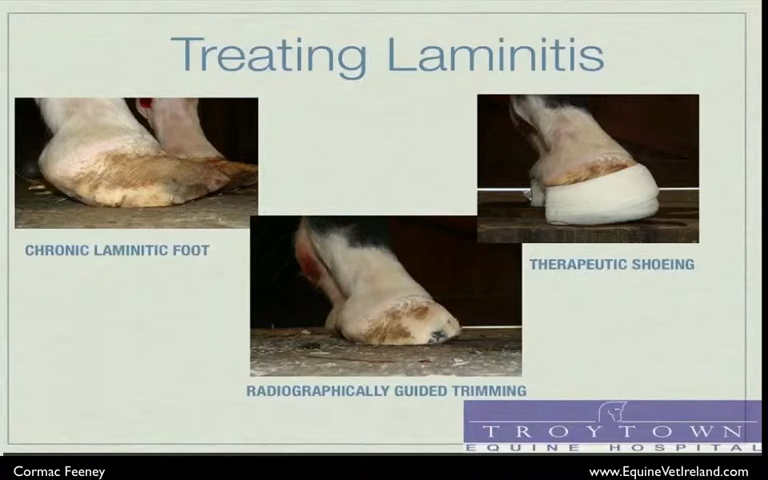 Treating Laminitis
CHRONIC LAMINITIC FOOT
THERAPEUTIC SHOEING
RADIOGRAPHICALLY GUIDED TRIMMING
TROYTOWN
EQUINE HOSPITAL
Cormac Feeney
www.EquineVetIreland.com